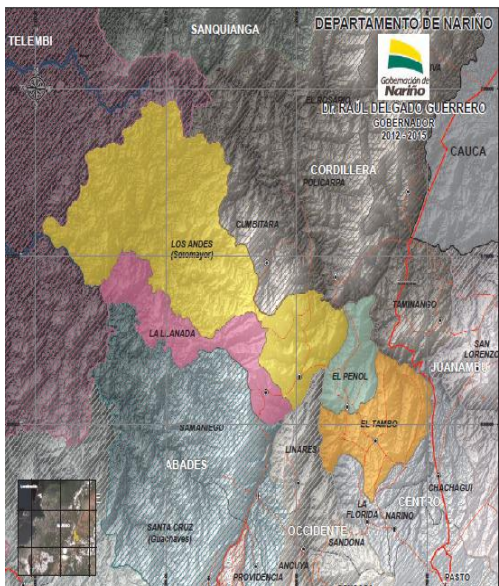 DEPARTAMENTO DE NARIÑO
SANQUIANGA
TELEMBI
Gobernación de
Nariño
EL ROSARIO
Dr. RAUL DELGADO GUERRERO
GOBERNADOR
2012 - 2015
CAUCA
CORDILLERA
POLICARPA
CUMBITARA
LOS ANDES
(Sotomayor)
TAMINANGO
LA LLANADA
SAN
LORENZO
JUANAMBU
EL PEÑOL
SAMANIEGO
EL TAMBO
LINARES
ABADES
CHACHAGUI
LA
FLORIDA
CENTRO
NARIÑO
SANTA CRUZ
(Guachaves)
OCCIDENTE
SANDONA
ANCUYA
PROVIDENCIA
PASTO